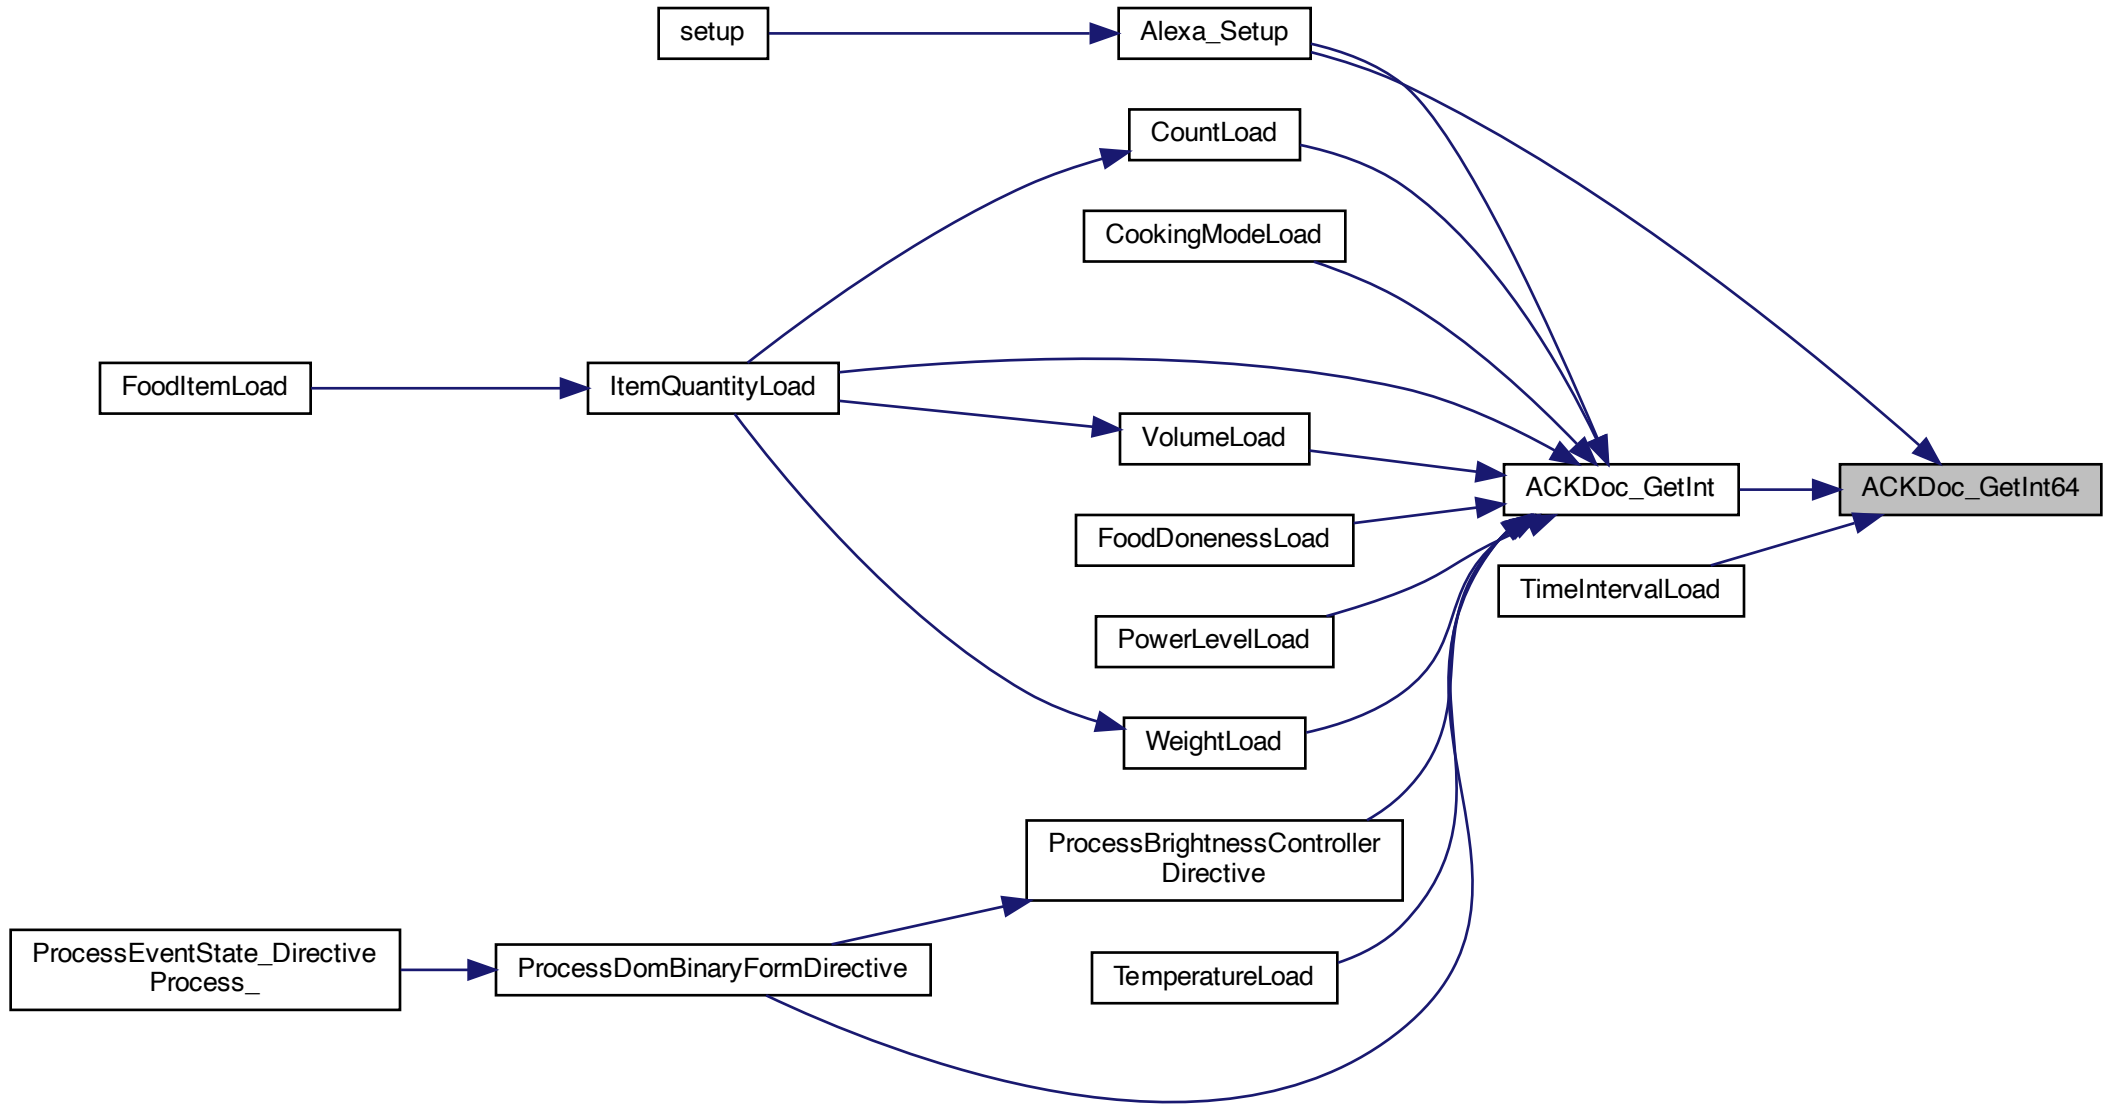 setup
Alexa_Setup
CountLoad
CookingModeLoad
FoodItemLoad
ItemQuantityLoad
VolumeLoad
ACKDoc_GetInt
ACKDoc_GetInt64
FoodDonenessLoad
TimeIntervalLoad
PowerLevelLoad
WeightLoad
ProcessBrightnessController
Directive
ProcessEventState_Directive
Process_
ProcessDomBinaryFormDirective
TemperatureLoad